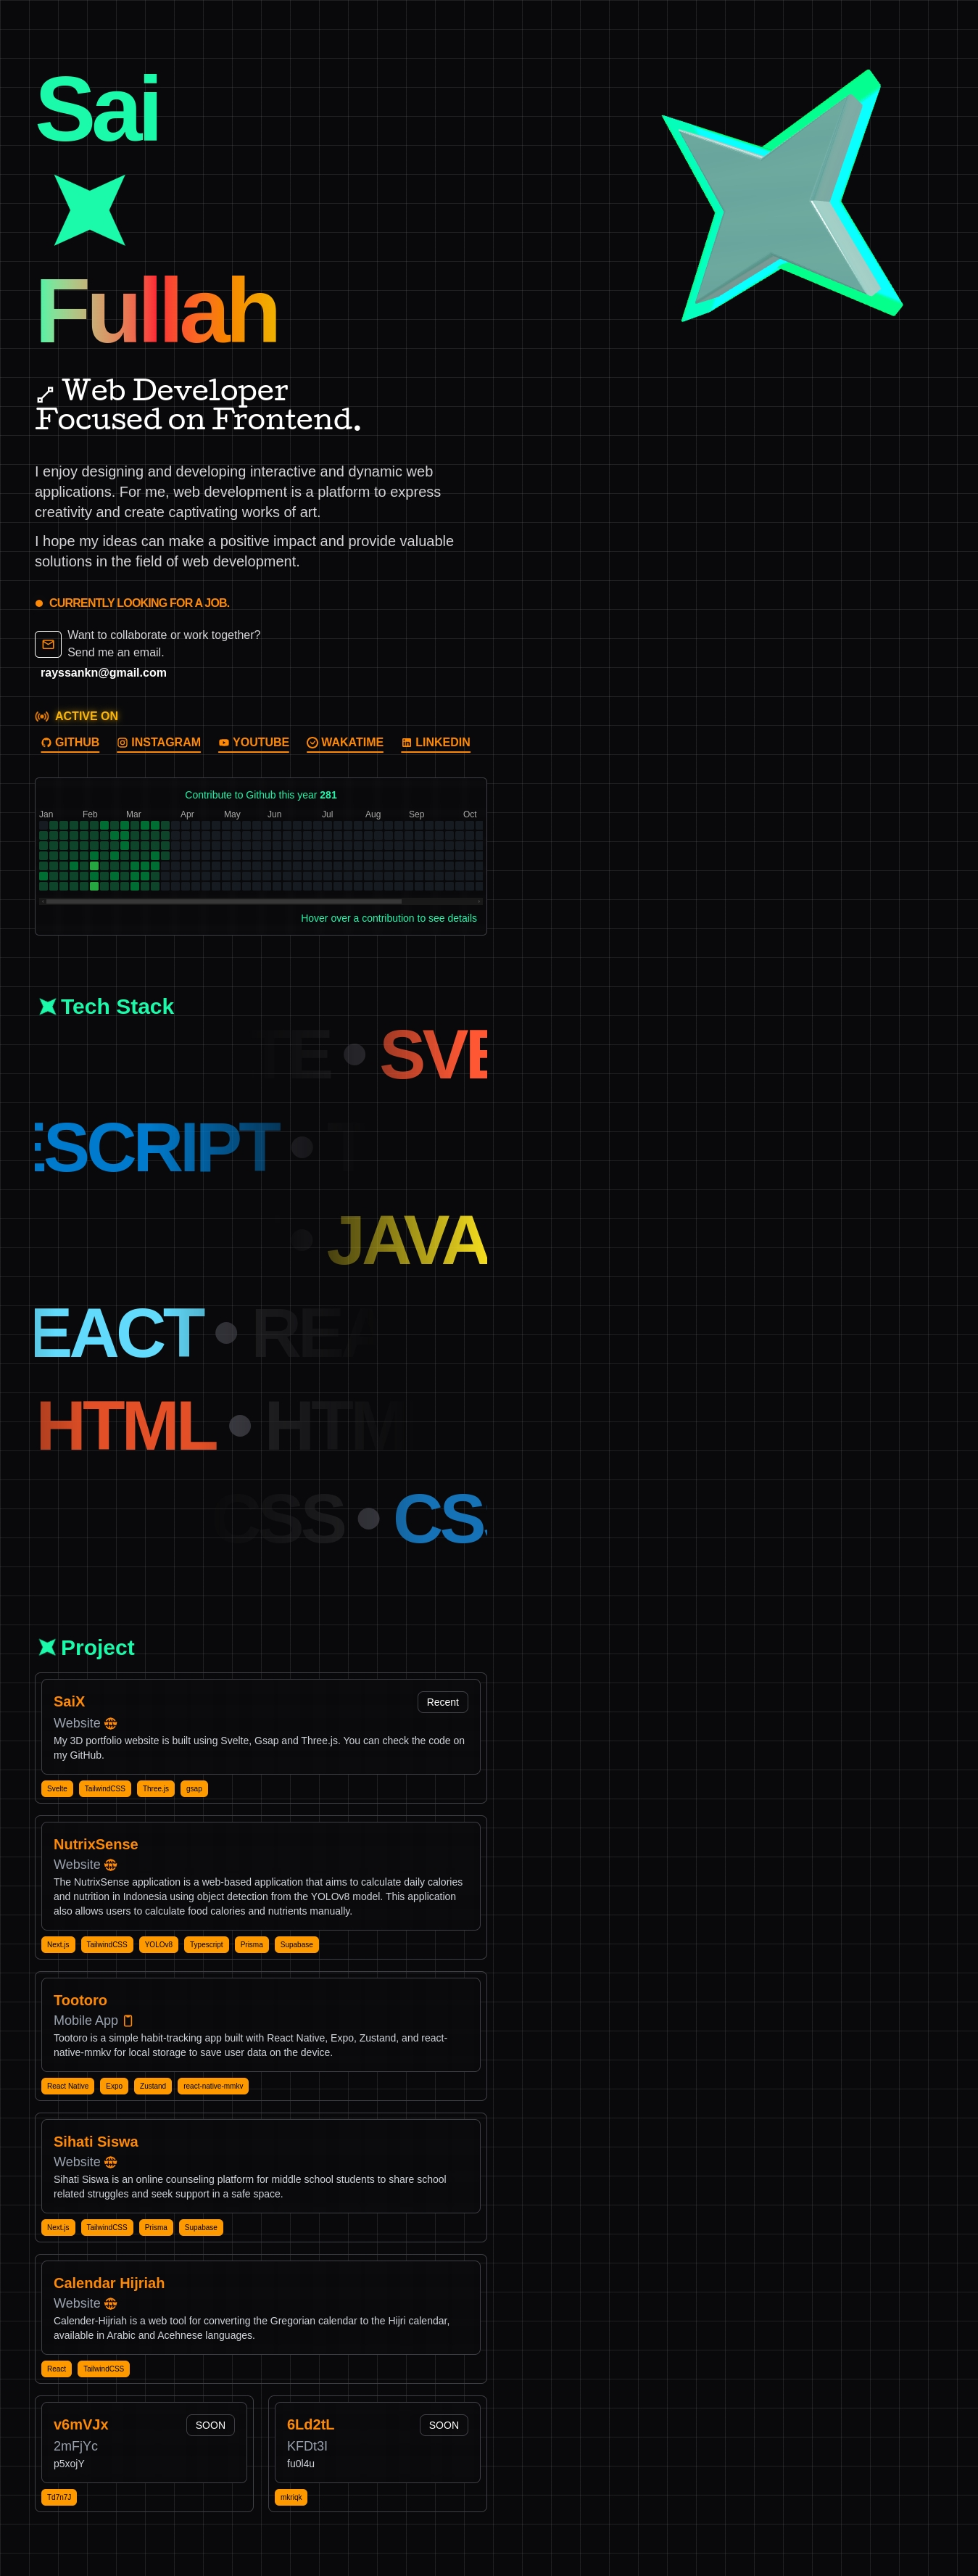 Sai
Fullah
Web Developer
Focused on Frontend.
I enjoy designing and developing interactive and dynamic web
applications. For me, web development is a platform to express
creativity and create captivating works of art.
I hope my ideas can make a positive impact and provide valuable
solutions in the field of web development.
CURRENTLY LOOKING FOR A JOB.
Want to collaborate or work together?
Send me an email.
rayssankn@gmail.com
ACTIVE ON
GITHUB INSTAGRAM YOUTUBE WAKATIME LINKEDIN
Contribute to Github this year 281
Jan Feb Mar Apr May Jun Jul Aug Sep Oct
Hover over a contribution to see details
Tech Stack
TE • SVE
ESCRIPT • T
• JAVA
EACT • REA
HTML • HTM
CSS • CS
Project
SaiX Recent
Website
My 3D portfolio website is built using Svelte, Gsap and Three.js. You can check the code on
my GitHub.
Svelte TailwindCSS Three.js gsap
NutrixSense
Website
The NutrixSense application is a web-based application that aims to calculate daily calories
and nutrition in Indonesia using object detection from the YOLOv8 model. This application
also allows users to calculate food calories and nutrients manually.
Next.js TailwindCSS YOLOv8 Typescript Prisma Supabase
Tootoro
Mobile App
Tootoro is a simple habit-tracking app built with React Native, Expo, Zustand, and react-
native-mmkv for local storage to save user data on the device.
React Native Expo Zustand react-native-mmkv
Sihati Siswa
Website
Sihati Siswa is an online counseling platform for middle school students to share school
related struggles and seek support in a safe space.
Next.js TailwindCSS Prisma Supabase
Calendar Hijriah
Website
Calender-Hijriah is a web tool for converting the Gregorian calendar to the Hijri calendar,
available in Arabic and Acehnese languages.
React TailwindCSS
v6mVJx SOON
2mFjYc
p5xojY
Td7n7J
6Ld2tL SOON
KFDt3I
fu0l4u
mkriqk